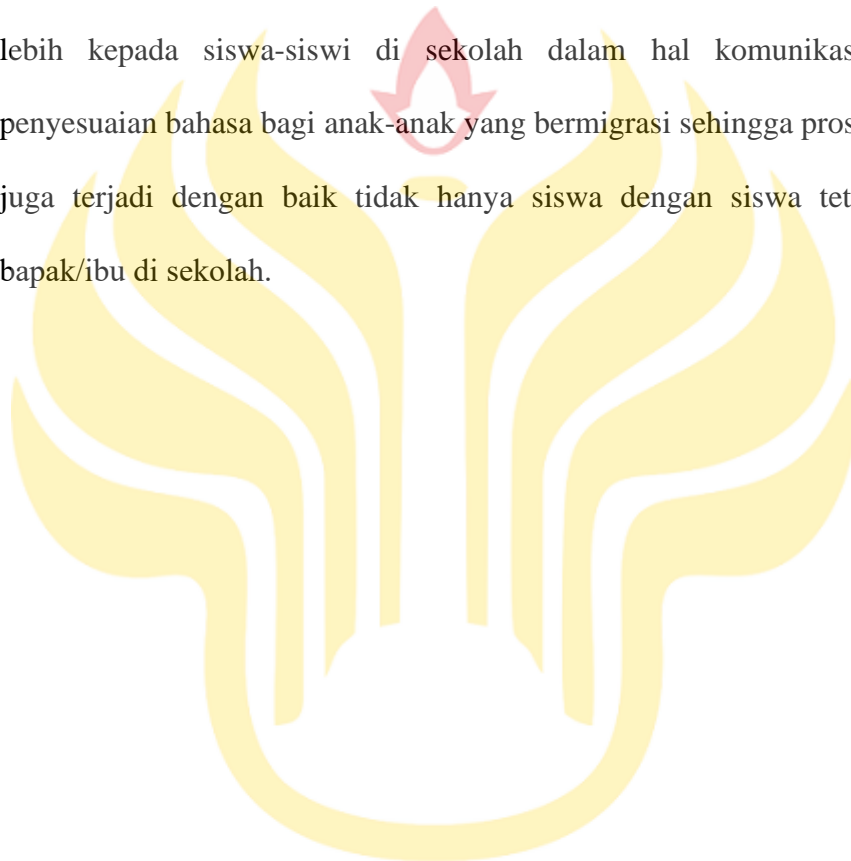 lebih kepada siswa-siswi di sekolah dalam hal komunikas
penyesuaian bahasa bagi anak-anak yang bermigrasi sehingga pros
juga terjadi dengan baik tidak hanya siswa dengan siswa tet
bapak/ibu di sekolah.